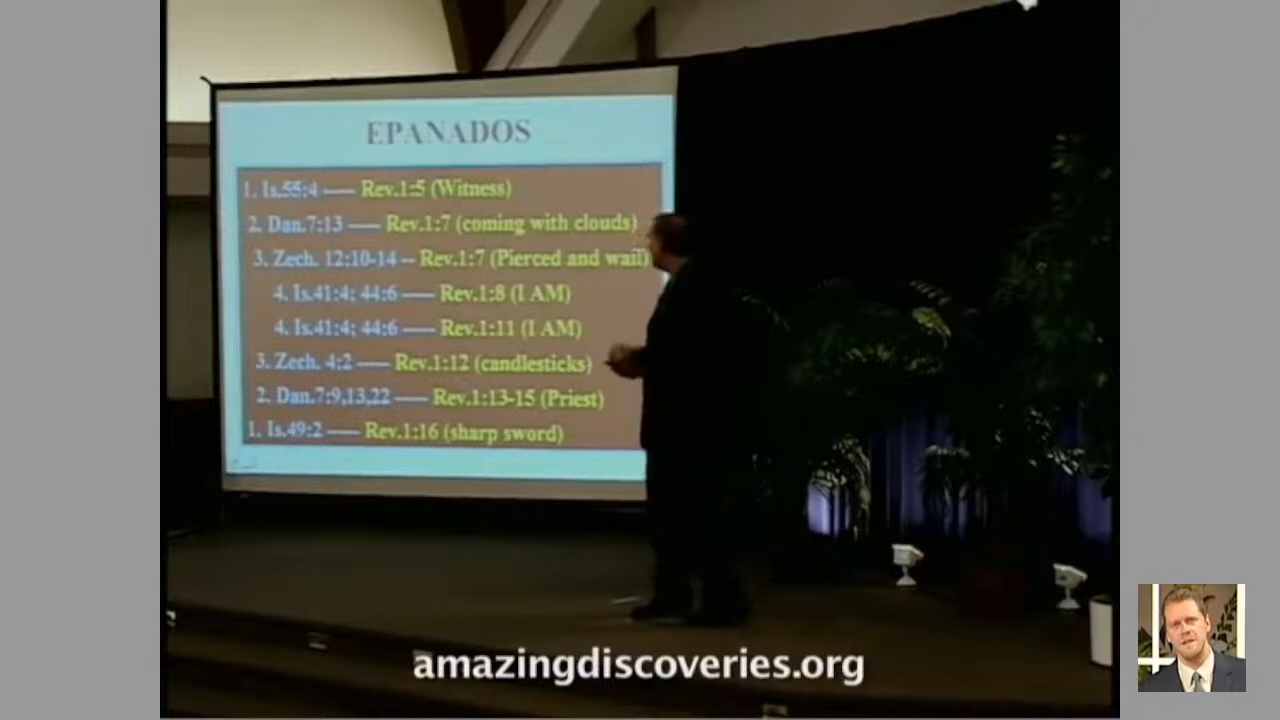 EPANADOS
1. Is.55:4 –– Rev.1:5 (Witness)
2. Dan.7:13 –– Rev.1:7 (coming with clouds)
3. Zech. 12:10-14 – Rev.1:7 (Pierced and wail)
4. Is.41:4; 44:6 –– Rev.1:8 (I AM)
4. Is.41:4; 44:6 –– Rev.1:11 (I AM)
3. Zech. 4:2 –– Rev.1:12 (candlesticks)
2. Dan.7:9,13,22 –– Rev.1:13-15 (Priest)
1. Is.49:2 –– Rev.1:16 (sharp sword)
amazingdiscoveries.org